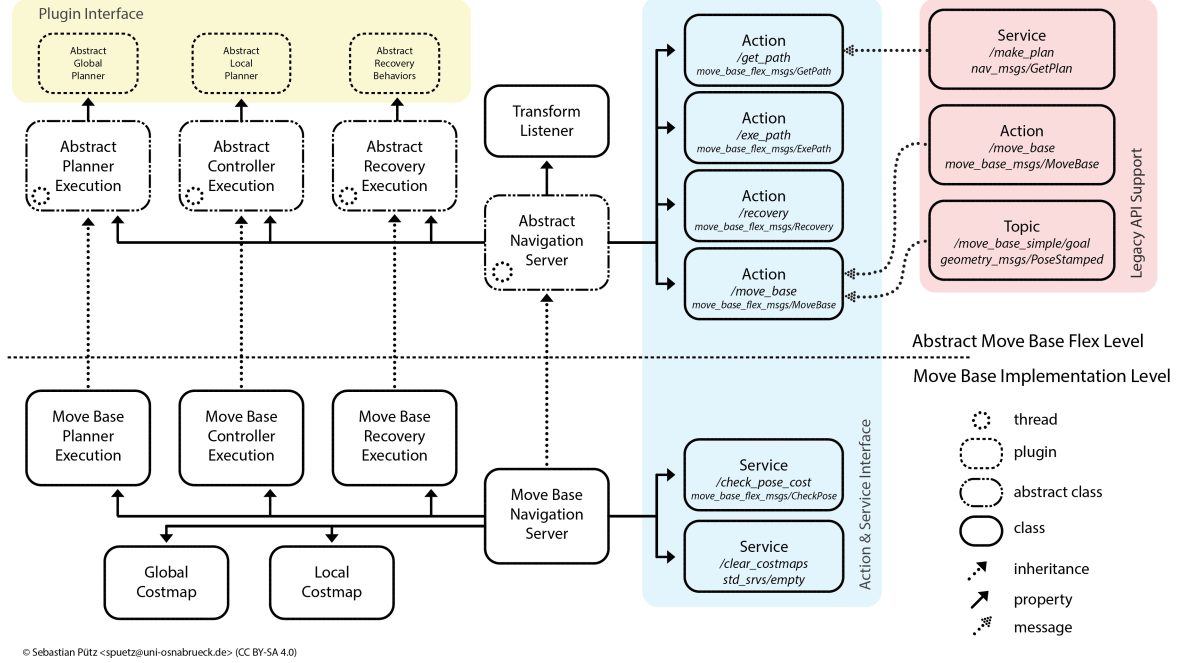 Plugin Interface
Abstract
Global
Planner
Abstract
Local
Planner
Abstract
Recovery
Behaviors
Abstract
Planner
Execution
Abstract
Controller
Execution
Abstract
Recovery
Execution
Transform
Listener
Abstract
Navigation
Server
Action
/get_path
move_base_flex_msgs/GetPath
Action
/exe_path
move_base_flex_msgs/ExePath
Action
/recovery
move_base_flex_msgs/Recovery
Action
/move_base
move_base_flex_msgs/MoveBase
Service
/make_plan
nav_msgs/GetPlan
Action
/move_base
move_base_msgs/MoveBase
Topic
/move_base_simple/goal
geometry_msgs/PoseStamped
Legacy API Support
Abstract Move Base Flex Level
Move Base Implementation Level
Move Base
Planner
Execution
Move Base
Controller
Execution
Move Base
Recovery
Execution
Move Base
Navigation
Server
Global
Costmap
Local
Costmap
Service
/check_pose_cost
move_base_flex_msgs/CheckPose
Service
/clear_costmaps
std_srvs/empty
Action & Service Interface
thread
plugin
abstract class
class
inheritance
property
message
© Sebastian Pütz <spuetz@uni-osnabrueck.de> (CC BY-SA 4.0)